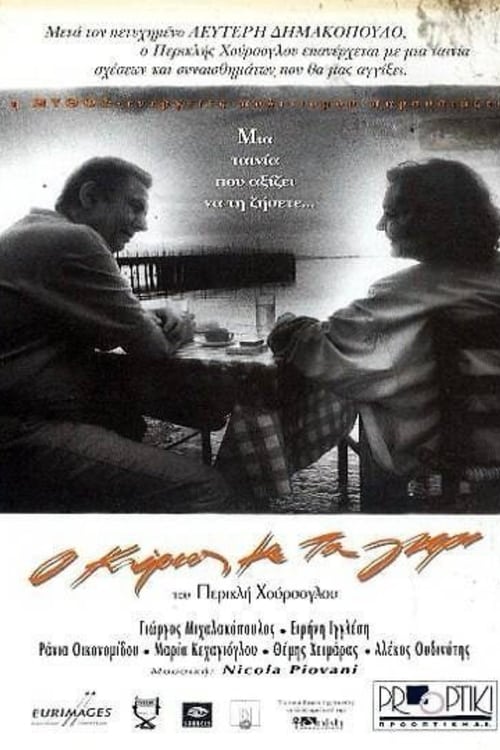 Μετά τον πετυχημένο ΛΕΥΤΕΡΗ ΔΗΜΑΚΟΠΟΥΛΟ,
ο Περικλής Χούρσογλου επανέρχεται με μια ταινία
σχέσεων και συναισθημάτων, που θα μας αγγίξει.
Μια
ταινία
που αξίζει
να τη ζήσετε...
Ο Κύριος με τα γκρι
του Περικλή Χούρσογλου
Γιώργος Μιχαλακόπουλος • Ειρήνη Ιγγλέση
Ράνια Οικονομίδου • Μαρία Κεχαγιόγλου • Θέμης Χειμάρας • Αλέκος Ουδινότης
Μουσική: Nicola Piovani
EURIMAGES
PROOPTIKI
ΠΡΟΟΠΤΙΚΗ Α.Ε.